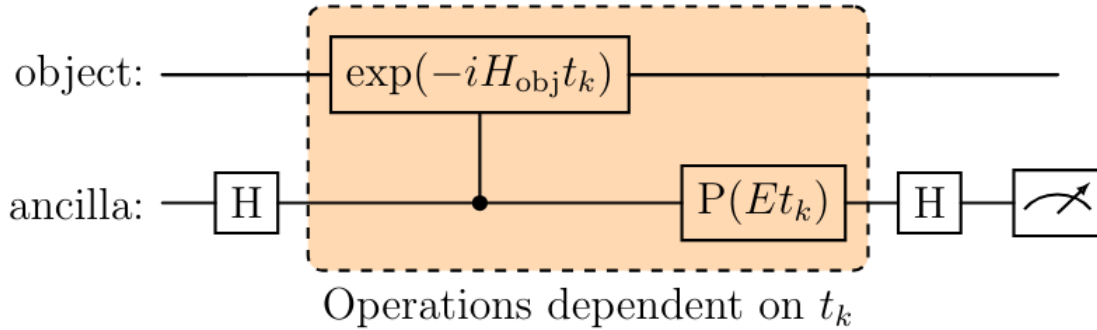 object: exp(−iH_obj t_k)
ancilla: H P(Et_k) H
Operations dependent on t_k